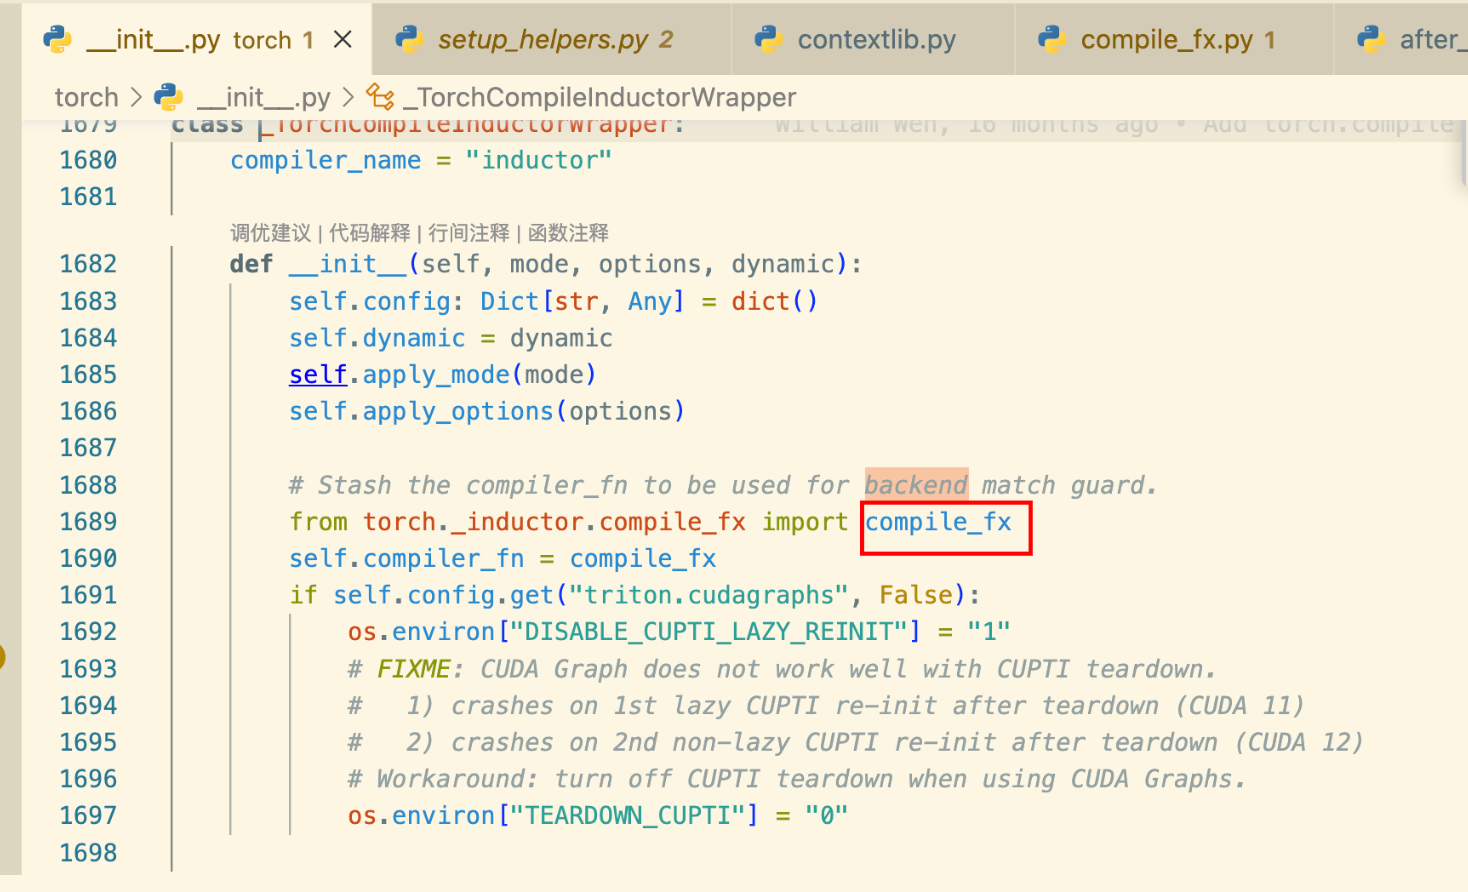 __init__.py torch 1 × setup_helpers.py 2 contextlib.py compile_fx.py 1 after_
torch > __init__.py > _TorchCompileInductorWrapper
1679 class _TorchCompileInductorWrapper: William Wen, 16 months ago • Add torch.compile
1680 compiler_name = "inductor"
1681
调优建议 | 代码解释 | 行间注释 | 函数注释
1682 def __init__(self, mode, options, dynamic):
1683 self.config: Dict[str, Any] = dict()
1684 self.dynamic = dynamic
1685 self.apply_mode(mode)
1686 self.apply_options(options)
1687
1688 # Stash the compiler_fn to be used for backend match guard.
1689 from torch._inductor.compile_fx import compile_fx
1690 self.compiler_fn = compile_fx
1691 if self.config.get("triton.cudagraphs", False):
1692 os.environ["DISABLE_CUPTI_LAZY_REINIT"] = "1"
1693 # FIXME: CUDA Graph does not work well with CUPTI teardown.
1694 #   1) crashes on 1st lazy CUPTI re-init after teardown (CUDA 11)
1695 #   2) crashes on 2nd non-lazy CUPTI re-init after teardown (CUDA 12)
1696 # Workaround: turn off CUPTI teardown when using CUDA Graphs.
1697 os.environ["TEARDOWN_CUPTI"] = "0"
1698